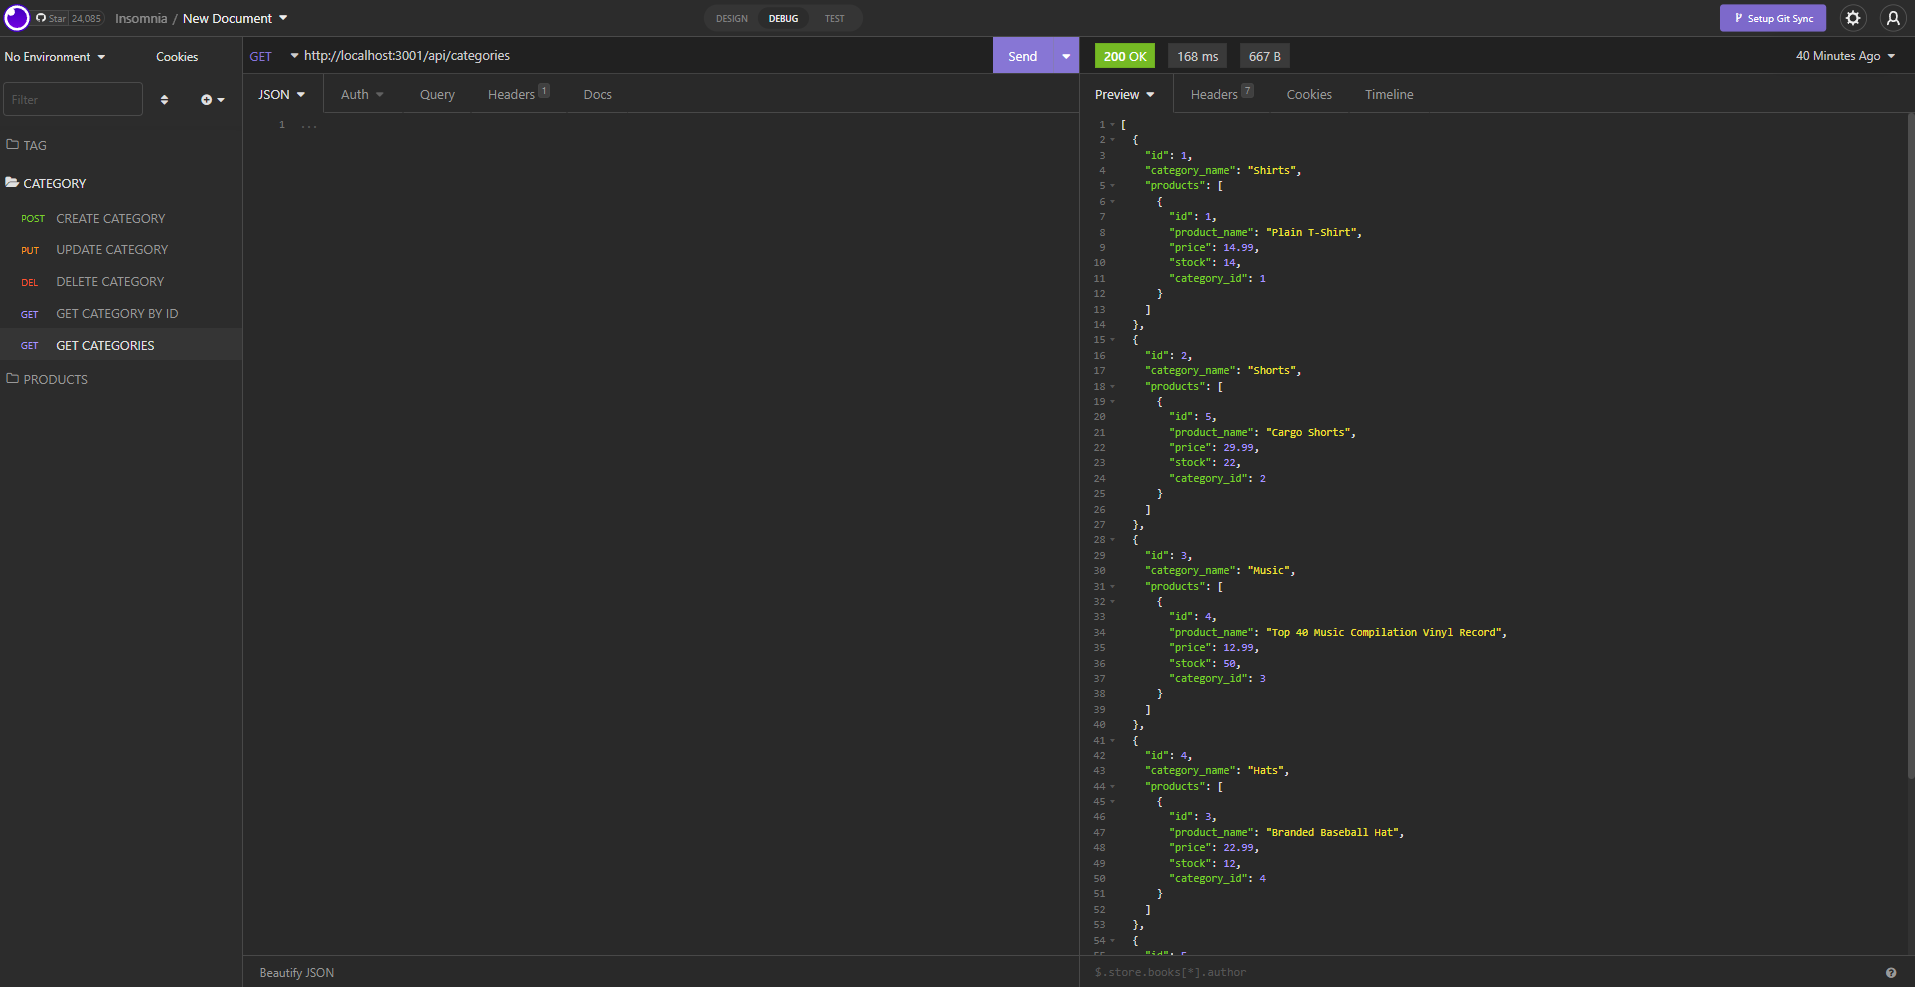 Star 24,085 Insomnia / New Document DESIGN DEBUG TEST Setup Git Sync
No Environment Cookies
Filter
TAG
CATEGORY
POST CREATE CATEGORY
PUT UPDATE CATEGORY
DEL DELETE CATEGORY
GET GET CATEGORY BY ID
GET GET CATEGORIES
PRODUCTS
GET http://localhost:3001/api/categories Send
JSON Auth Query Headers 1 Docs
1 ...
Beautify JSON
200 OK 168 ms 667 B 40 Minutes Ago
Preview Headers 7 Cookies Timeline
1 [
2 {
3 "id": 1,
4 "category_name": "Shirts",
5 "products": [
6 {
7 "id": 1,
8 "product_name": "Plain T-Shirt",
9 "price": 14.99,
10 "stock": 14,
11 "category_id": 1
12 }
13 ]
14 },
15 {
16 "id": 2,
17 "category_name": "Shorts",
18 "products": [
19 {
20 "id": 5,
21 "product_name": "Cargo Shorts",
22 "price": 29.99,
23 "stock": 22,
24 "category_id": 2
25 }
26 ]
27 },
28 {
29 "id": 3,
30 "category_name": "Music",
31 "products": [
32 {
33 "id": 4,
34 "product_name": "Top 40 Music Compilation Vinyl Record",
35 "price": 12.99,
36 "stock": 50,
37 "category_id": 3
38 }
39 ]
40 },
41 {
42 "id": 4,
43 "category_name": "Hats",
44 "products": [
45 {
46 "id": 3,
47 "product_name": "Branded Baseball Hat",
48 "price": 22.99,
49 "stock": 12,
50 "category_id": 4
51 }
52 ]
53 },
54 {
55 "id": 5
$.store.books[*].author